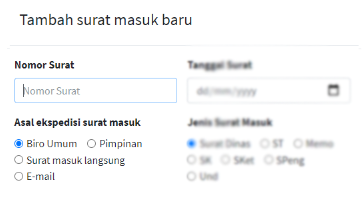 Tambah surat masuk baru
Nomor Surat
Tanggal Surat
Nomor Surat
dd/mm/yyyy
Asal ekspedisi surat masuk
Jenis Surat Masuk
Biro Umum Pimpinan
Surat Dinas ST Memo
Surat masuk langsung
SK SKet SPeng
E-mail
Und